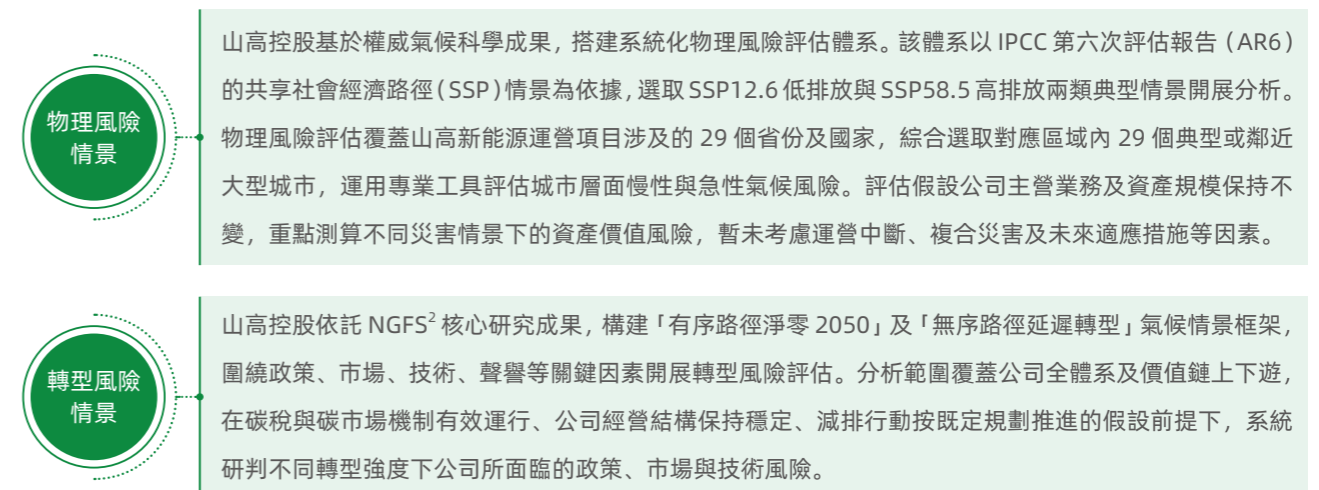 物理風險
情景
山高控股基於權威氣候科學成果，搭建系統化物理風險評估體系。該體系以 IPCC 第六次評估報告（AR6）
的共享社會經濟路徑（SSP）情景為依據，選取 SSP12.6 低排放與 SSP58.5 高排放兩類典型情景開展分析。
物理風險評估覆蓋山高新能源運營項目涉及的 29 個省份及國家，綜合選取對應區域內 29 個典型或鄰近
大型城市，運用專業工具評估城市層面慢性與急性氣候風險。評估假設公司主營業務及資產規模保持不
變，重點測算不同災害情景下的資產價值風險，暫未考慮運營中斷、複合災害及未來適應措施等因素。
轉型風險
情景
山高控股依託 NGFS² 核心研究成果，構建「有序路徑淨零 2050」及「無序路徑延遲轉型」氣候情景框架，
圍繞政策、市場、技術、聲譽等關鍵因素開展轉型風險評估。分析範圍覆蓋公司全體系及價值鏈上下遊，
在碳稅與碳市場機制有效運行、公司經營結構保持穩定、減排行動按既定規劃推進的假設前提下，系統
研判不同轉型強度下公司所面臨的政策、市場與技術風險。